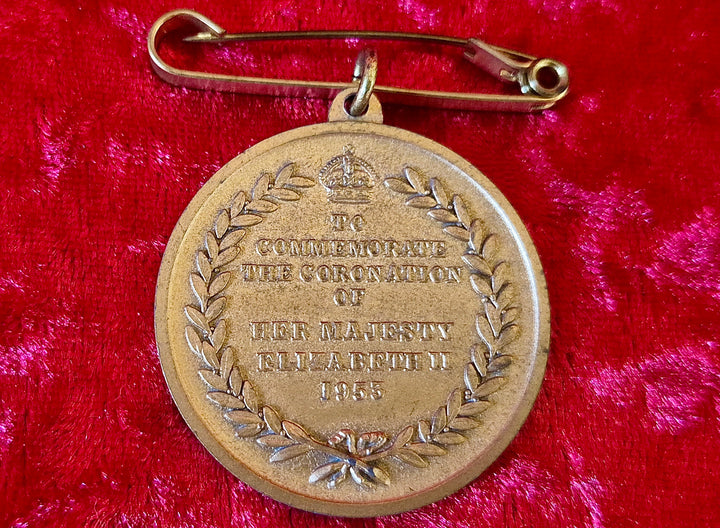 TO
COMMEMORATE
THE CORONATION
OF
HER MAJESTY
ELIZABETH II
1953